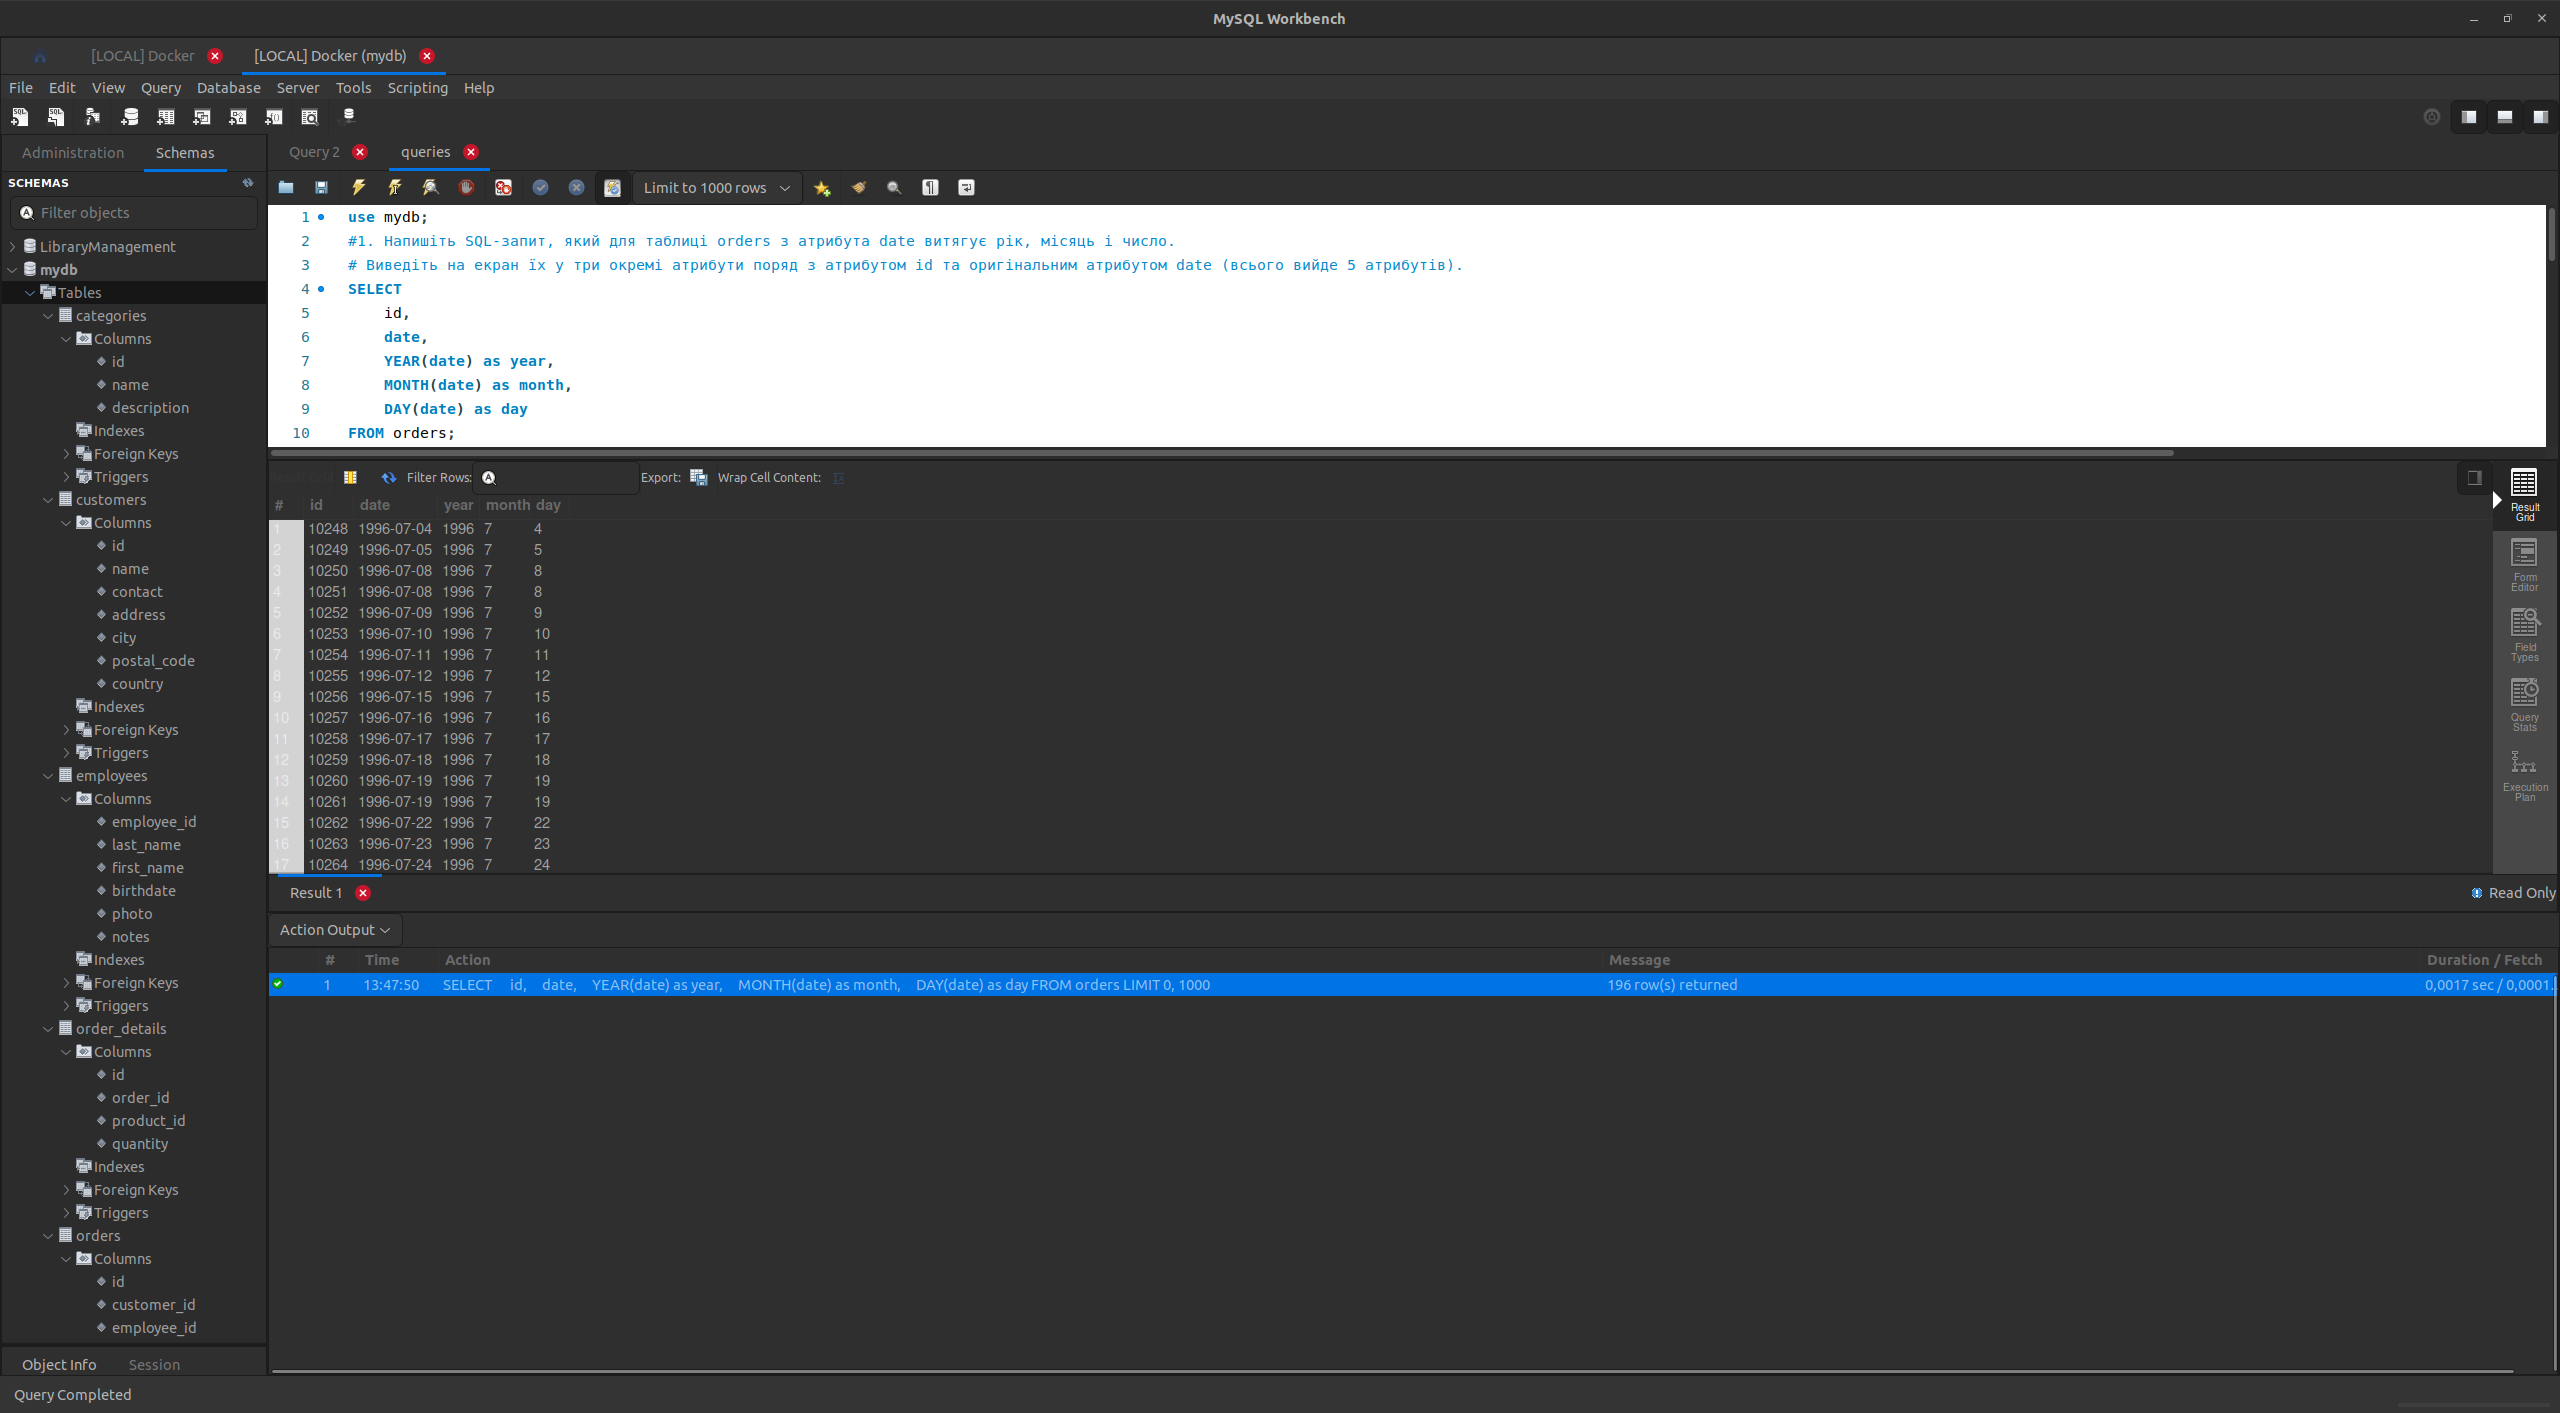 MySQL Workbench
[LOCAL] Docker
[LOCAL] Docker (mydb)
File Edit View Query Database Server Tools Scripting Help
Administration
Schemas
SCHEMAS
Filter objects
LibraryManagement
mydb
Tables
categories
Columns
id
name
description
Indexes
Foreign Keys
Triggers
customers
Columns
id
name
contact
address
city
postal_code
country
Indexes
Foreign Keys
Triggers
employees
Columns
employee_id
last_name
first_name
birthdate
photo
notes
Indexes
Foreign Keys
Triggers
order_details
Columns
id
order_id
product_id
quantity
Indexes
Foreign Keys
Triggers
orders
Columns
id
customer_id
employee_id
Object Info
Session
Query Completed
Query 2
queries
Limit to 1000 rows
1 use mydb;
2 #1. Напишіть SQL-запит, який для таблиці orders з атрибута date витягує рік, місяць і число.
3 # Виведіть на екран їх у три окремі атрибути поряд з атрибутом id та оригінальним атрибутом date (всього вийде 5 атрибутів).
4 SELECT
5 id,
6 date,
7 YEAR(date) as year,
8 MONTH(date) as month,
9 DAY(date) as day
10 FROM orders;
Filter Rows:
Export:
Wrap Cell Content:
# id date year month day
1 10248 1996-07-04 1996 7 4
2 10249 1996-07-05 1996 7 5
3 10250 1996-07-08 1996 7 8
4 10251 1996-07-08 1996 7 8
5 10252 1996-07-09 1996 7 9
6 10253 1996-07-10 1996 7 10
7 10254 1996-07-11 1996 7 11
8 10255 1996-07-12 1996 7 12
9 10256 1996-07-15 1996 7 15
10 10257 1996-07-16 1996 7 16
11 10258 1996-07-17 1996 7 17
12 10259 1996-07-18 1996 7 18
13 10260 1996-07-19 1996 7 19
14 10261 1996-07-19 1996 7 19
15 10262 1996-07-22 1996 7 22
16 10263 1996-07-23 1996 7 23
17 10264 1996-07-24 1996 7 24
Result
Grid
Form
Editor
Field
Types
Query
Stats
Execution
Plan
Result 1
Read Only
Action Output
# Time Action Message Duration / Fetch
1 13:47:50 SELECT id, date, YEAR(date) as year, MONTH(date) as month, DAY(date) as day FROM orders LIMIT 0, 1000 196 row(s) returned 0,0017 sec / 0,0001...